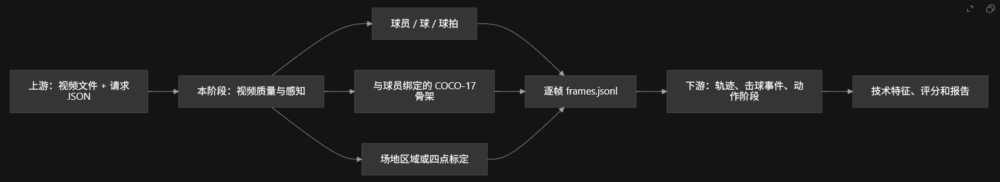 上游：视频文件 + 请求
JSON
本阶段：视频质量与感知
球员 / 球 / 球拍
与球员绑定的 COCO-17
骨架
场地区域或四点标定
逐帧 frames.jsonl
下游：轨迹、击球事件、动
作阶段
技术特征、评分和报告